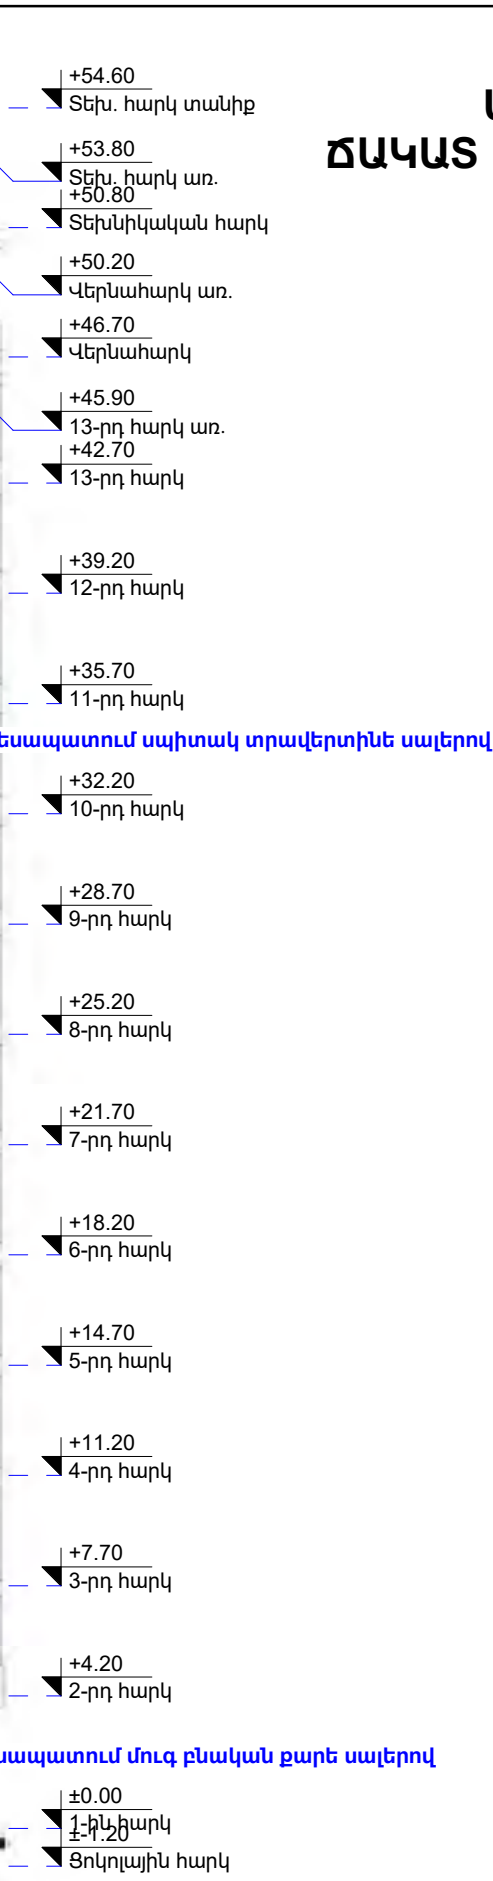 +54.60
Տեխ. հարկ տանիք
ՃԱԿԱՏ
+53.80
Տեխ. հարկ առ.
+50.80
Տեխնիկական հարկ
+50.20
Վերնահարկ առ.
+46.70
Վերնահարկ
+45.90
13-րդ հարկ առ.
+42.70
13-րդ հարկ
+39.20
12-րդ հարկ
+35.70
11-րդ հարկ
եսապատում սպիտակ տրավերտինե սալերով
+32.20
10-րդ հարկ
+28.70
9-րդ հարկ
+25.20
8-րդ հարկ
+21.70
7-րդ հարկ
+18.20
6-րդ հարկ
+14.70
5-րդ հարկ
+11.20
4-րդ հարկ
+7.70
3-րդ հարկ
+4.20
2-րդ հարկ
սապատում մուգ բնական քարե սալերով
±0.00
1-ին հարկ
±-1.20
Ցոկոլային հարկ